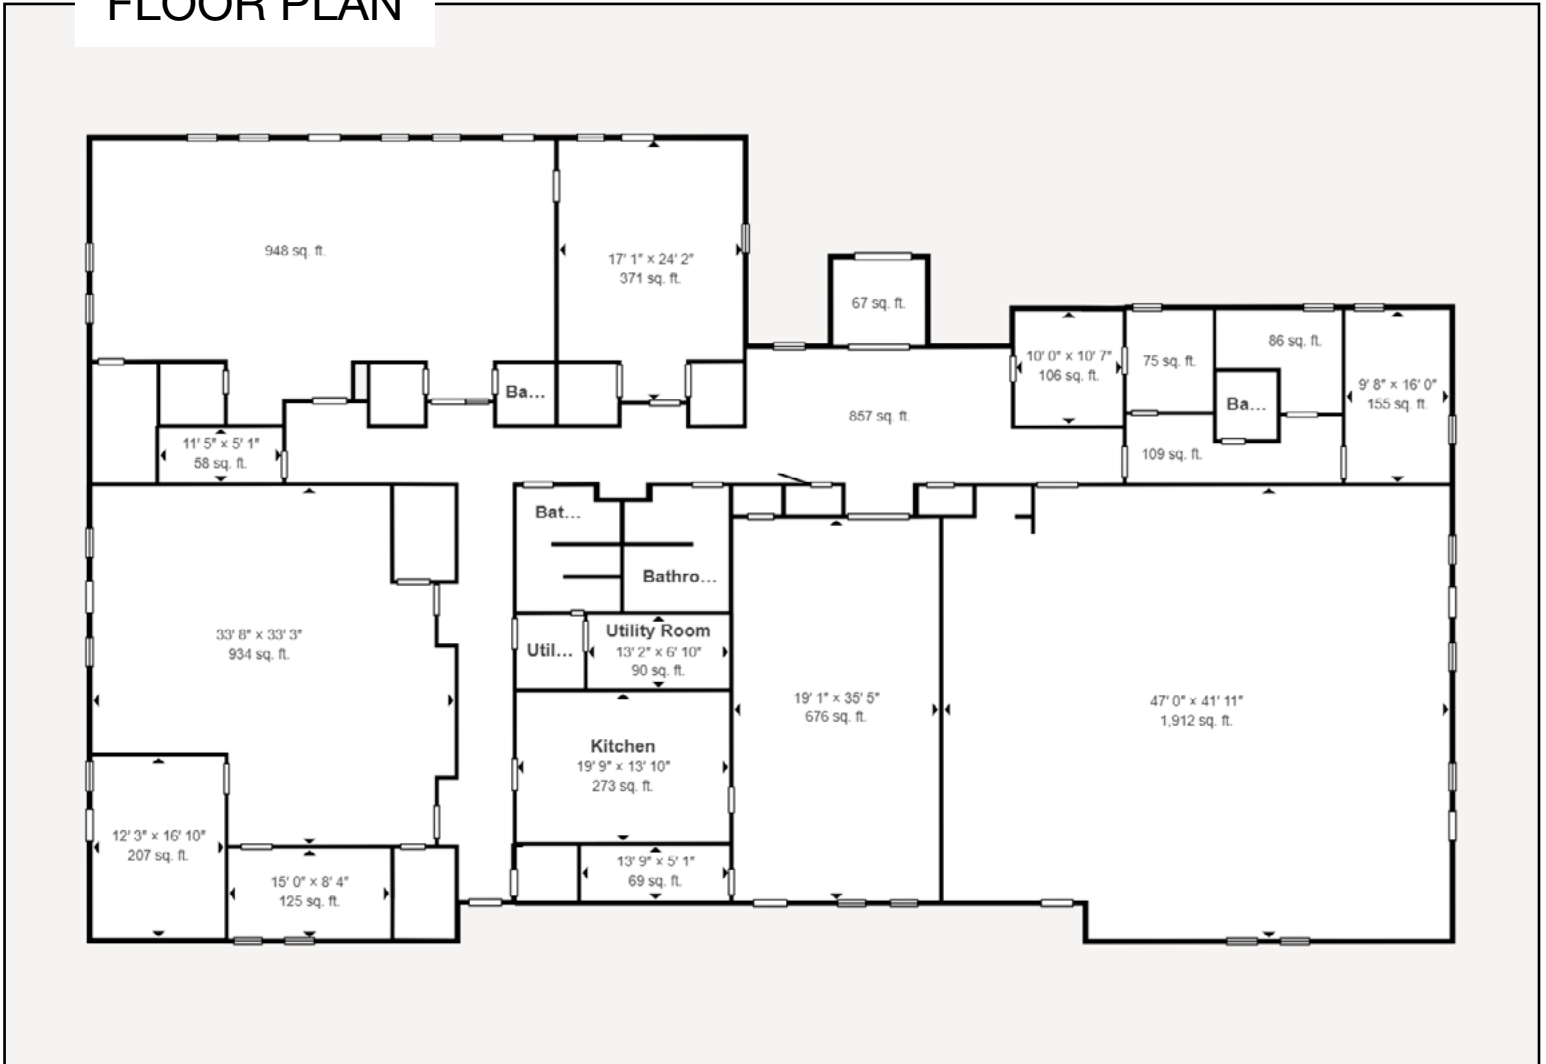 FLOOR PLAN
948 sq. ft.
17' 1" × 24' 2"
371 sq. ft.
67 sq. ft.
10' 0" × 10' 7"
106 sq. ft.
75 sq. ft.
86 sq. ft.
9' 8" × 16' 0"
155 sq. ft.
Ba...
Ba...
857 sq. ft.
11' 5" × 5' 1"
58 sq. ft.
109 sq. ft.
Bat...
Bathro...
33' 8" × 33' 3"
934 sq. ft.
Util...
Utility Room
13' 2" × 6' 10"
90 sq. ft.
19' 1" × 35' 5"
676 sq. ft.
47' 0" × 41' 11"
1,912 sq. ft.
Kitchen
19' 9" × 13' 10"
273 sq. ft.
12' 3" × 16' 10"
207 sq. ft.
15' 0" × 8' 4"
125 sq. ft.
13' 9" × 5' 1"
69 sq. ft.